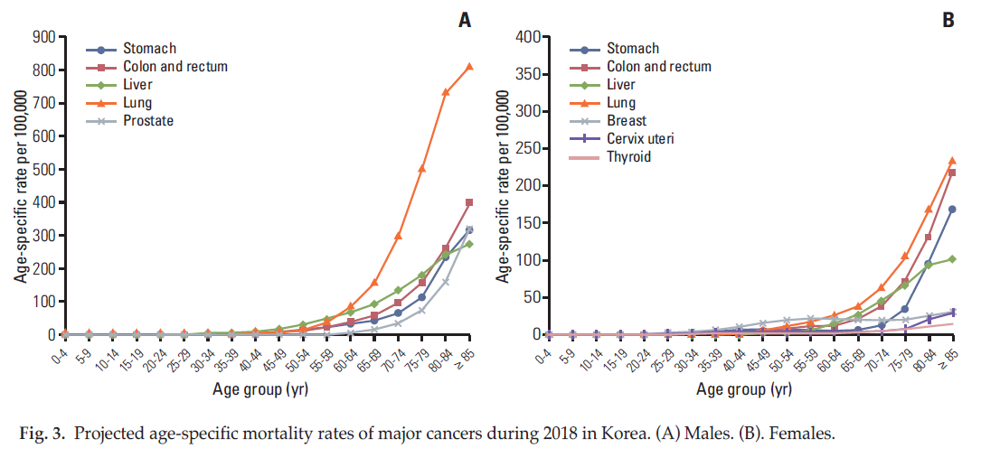 A
900
800
700
600
500
400
300
200
100
0
Age-specific rate per 100,000
Stomach
Colon and rectum
Liver
Lung
Prostate
0-4
5-9
10-14
15-19
20-24
25-29
30-34
35-39
40-44
45-49
50-54
55-59
60-64
65-69
70-74
75-79
80-94
≥ 85
Age group (yr)
B
400
350
300
250
200
150
100
50
0
Age-specific rate per 100,000
Stomach
Colon and rectum
Liver
Lung
Breast
Cervix uteri
Thyroid
0-4
5-9
10-14
15-19
20-24
25-29
30-34
35-39
40-44
45-49
50-54
55-59
60-64
65-69
70-74
75-79
80-94
≥ 85
Age group (yr)
Fig. 3. Projected age-specific mortality rates of major cancers during 2018 in Korea. (A) Males. (B). Females.